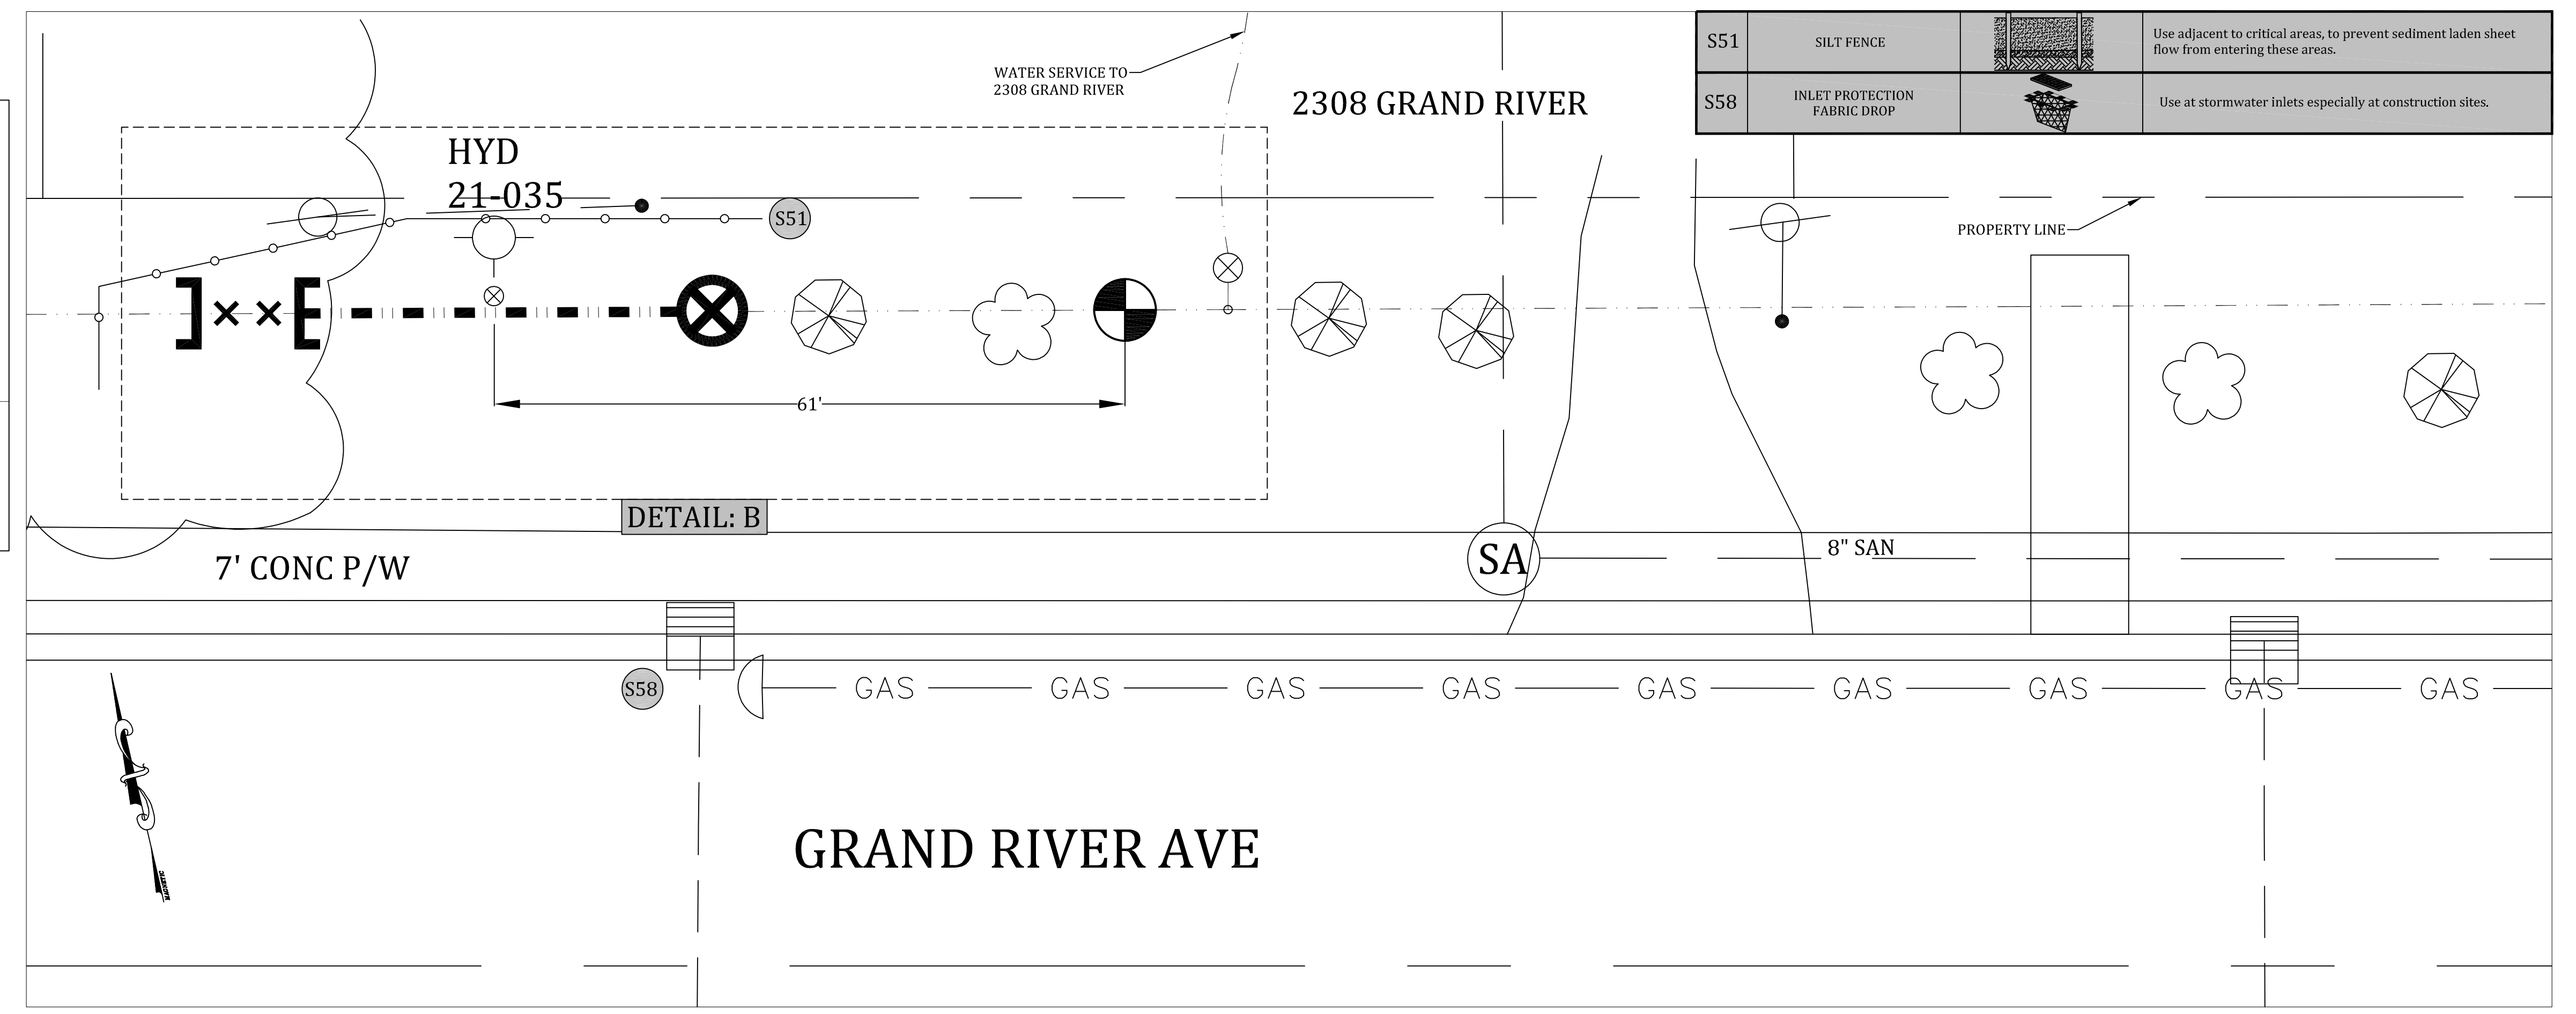 S51
SILT FENCE
Use adjacent to critical areas, to prevent sediment laden sheet
flow from entering these areas.
S58
INLET PROTECTION
FABRIC DROP
Use at stormwater inlets especially at construction sites.
WATER SERVICE TO
2308 GRAND RIVER
2308 GRAND RIVER
HYD
21-035
S51
PROPERTY LINE
61'
DETAIL: B
7' CONC P/W
SA
8" SAN
S58
GAS GAS GAS GAS GAS GAS GAS GAS GAS
GRAND RIVER AVE
MAGNETIC